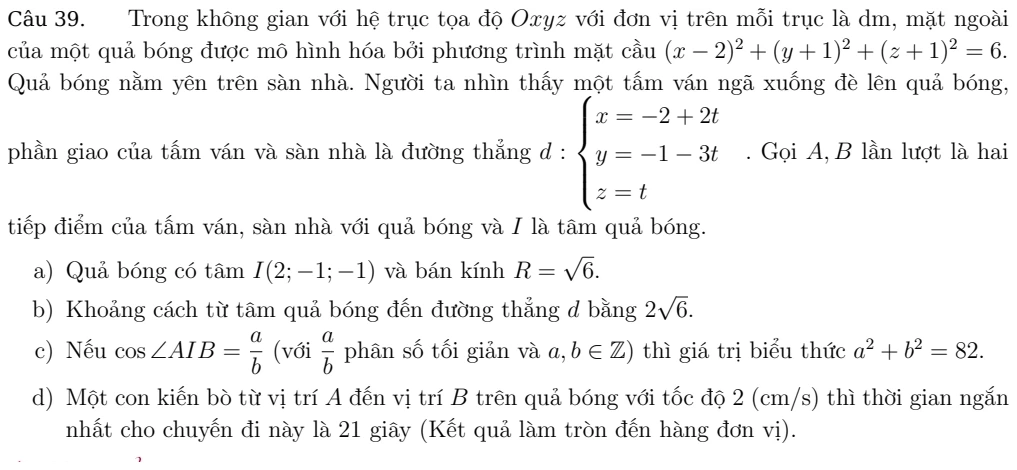 Câu 39. Trong không gian với hệ trục tọa độ Oxyz với đơn vị trên mỗi trục là dm, mặt ngoài
của một quả bóng được mô hình hóa bởi phương trình mặt cầu (x − 2)² + (y + 1)² + (z + 1)² = 6.
Quả bóng nằm yên trên sàn nhà. Người ta nhìn thấy một tấm ván ngã xuống đè lên quả bóng,
phần giao của tấm ván và sàn nhà là đường thẳng d : { x = −2 + 2t
y = −1 − 3t
z = t . Gọi A, B lần lượt là hai
tiếp điểm của tấm ván, sàn nhà với quả bóng và I là tâm quả bóng.
a) Quả bóng có tâm I(2; −1; −1) và bán kính R = √6.
b) Khoảng cách từ tâm quả bóng đến đường thẳng d bằng 2√6.
c) Nếu cos ∠AIB = a/b (với a/b phân số tối giản và a, b ∈ ℤ) thì giá trị biểu thức a² + b² = 82.
d) Một con kiến bò từ vị trí A đến vị trí B trên quả bóng với tốc độ 2 (cm/s) thì thời gian ngắn
nhất cho chuyến đi này là 21 giây (Kết quả làm tròn đến hàng đơn vị).